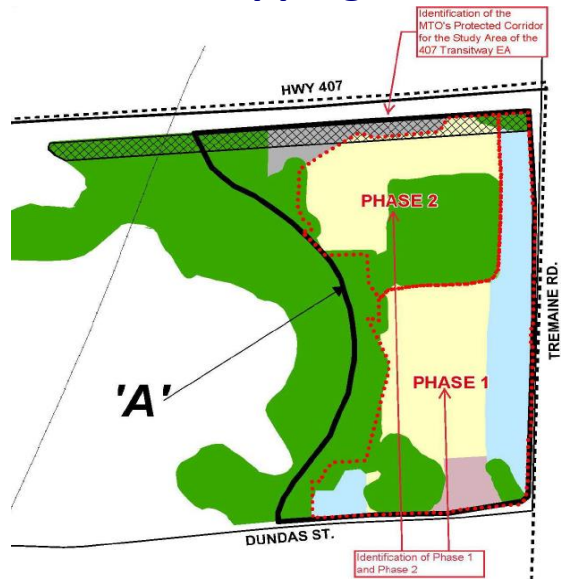 Identification of the
MTO's Protected Corridor
for the Study Area of the
407 Transitway EA
HWY 407
PHASE 2
TREMAINE RD.
'A'
PHASE 1
DUNDAS ST.
Identification of Phase 1
and Phase 2